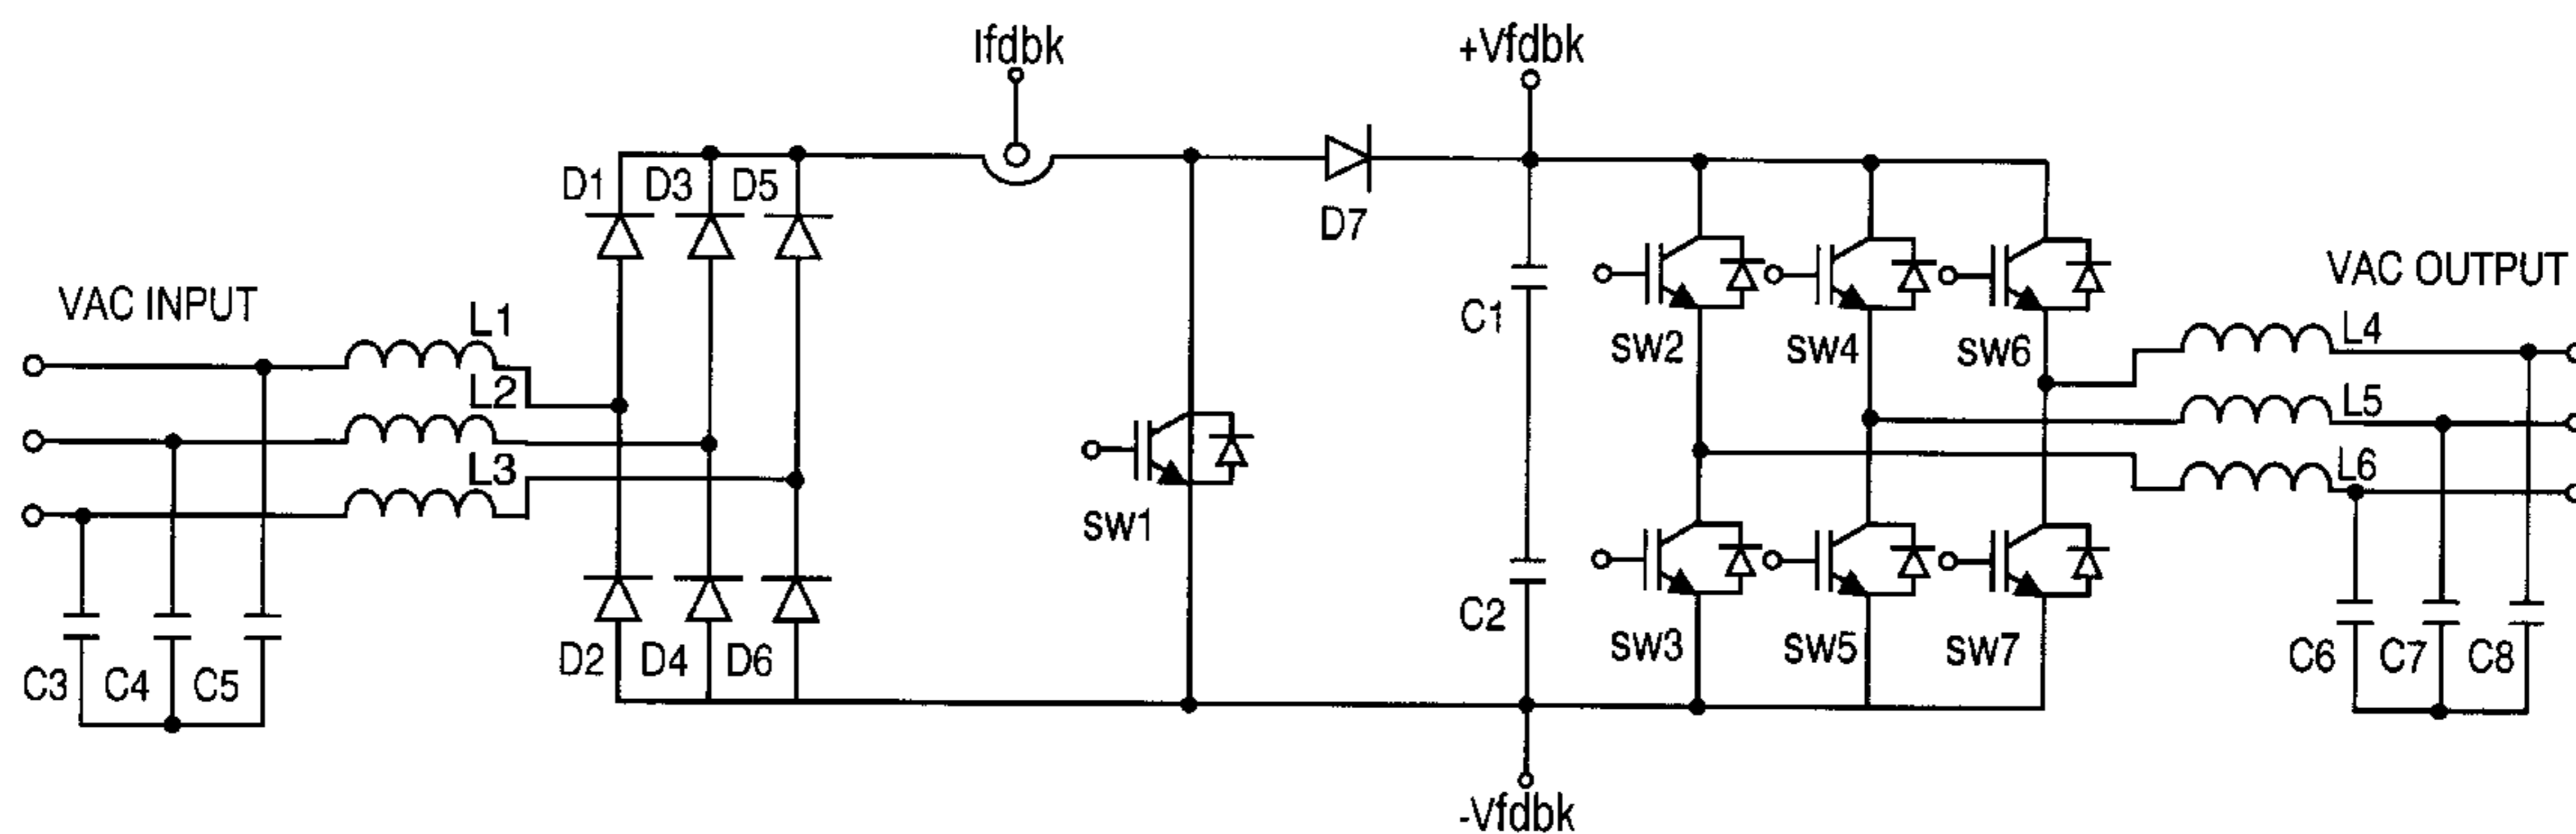 Ifdbk
+Vfdbk
D1 D3 D5
D7
VAC INPUT
VAC OUTPUT
L1
L2
L3
C1
sw2
sw4
sw6
L4
L5
L6
sw1
C2
sw3
sw5
sw7
C3 C4 C5
D2 D4 D6
C6 C7 C8
-Vfdbk